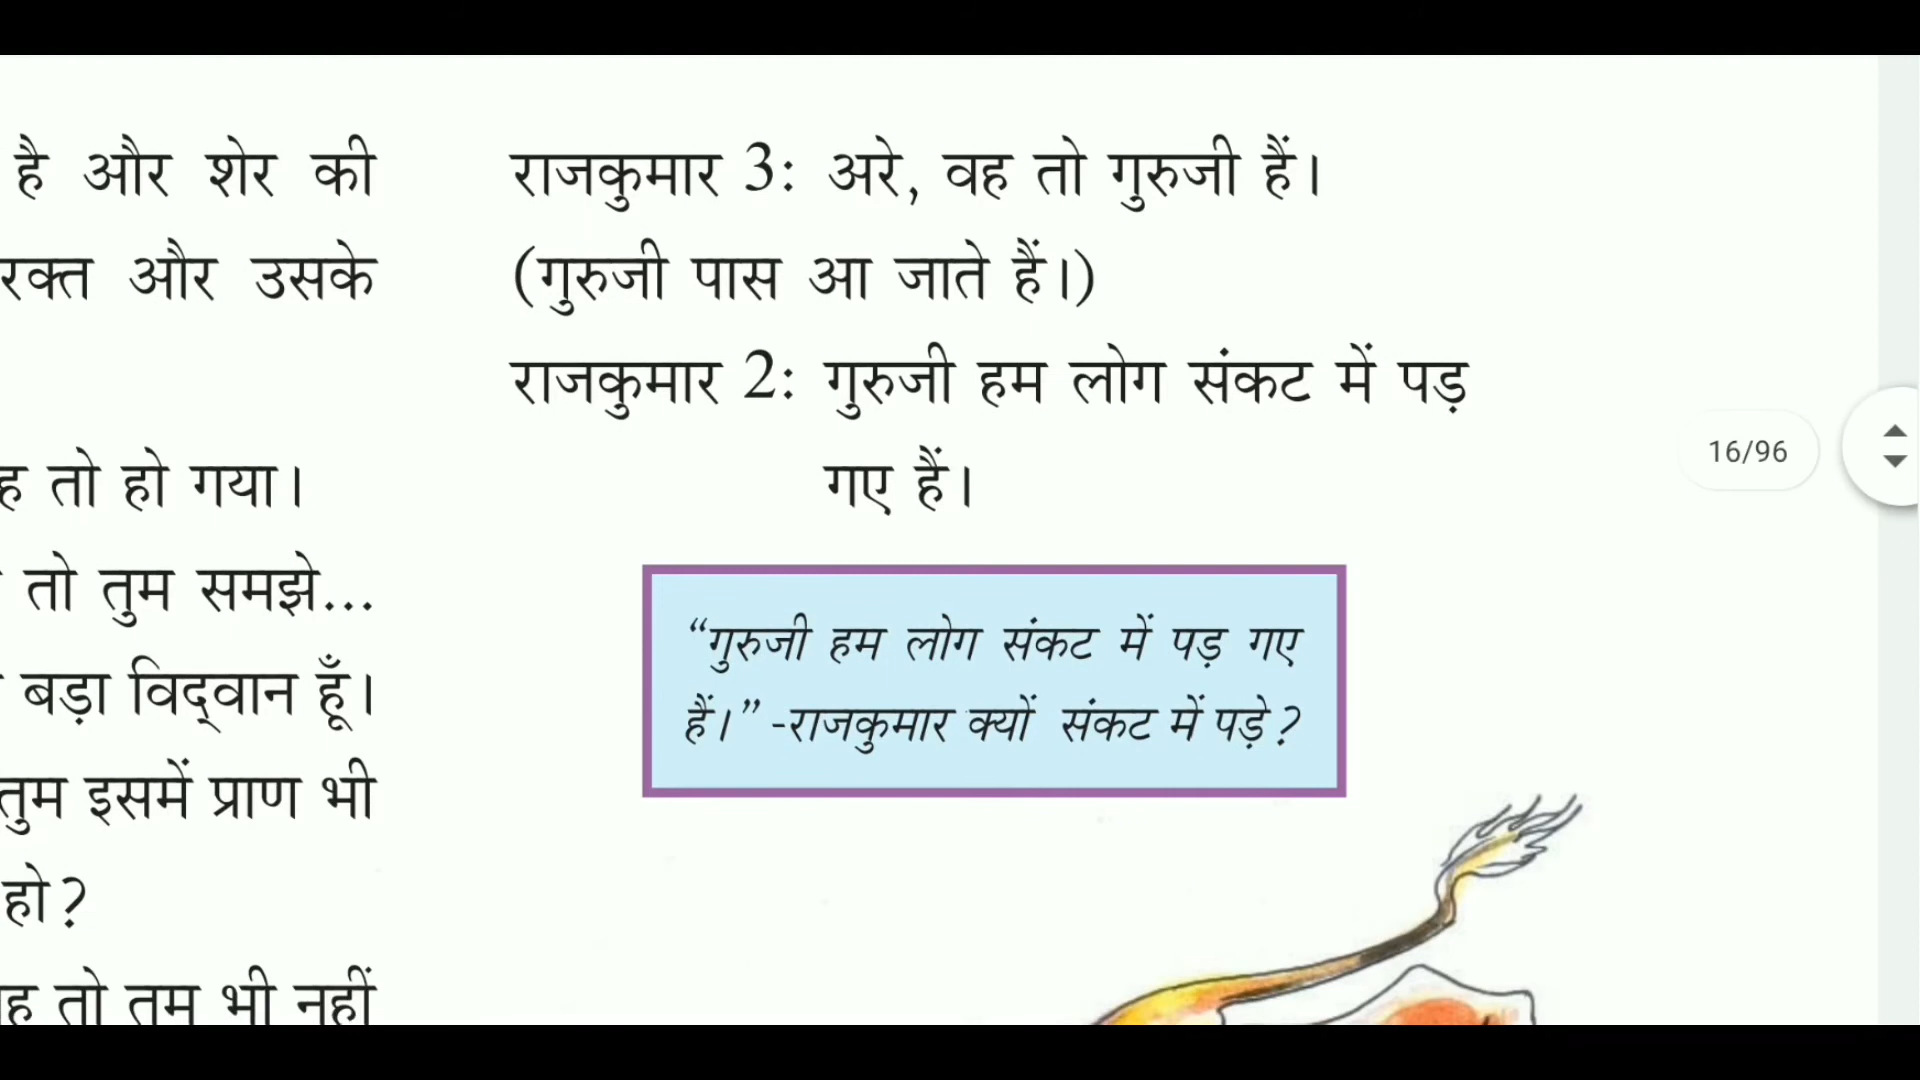 है और शेर की
रक्त और उसके
तो हो गया।
तो तुम समझे...
बड़ा विद्‌वान हूँ।
तुम इसमें प्राण भी
हो?
तो तुम भी नहीं
राजकुमार 3: अरे, वह तो गुरुजी हैं।
(गुरुजी पास आ जाते हैं।)
राजकुमार 2: गुरुजी हम लोग संकट में पड़
गए हैं।
“गुरुजी हम लोग संकट में पड़ गए
हैं।” -राजकुमार क्यों संकट में पड़े?
16/96